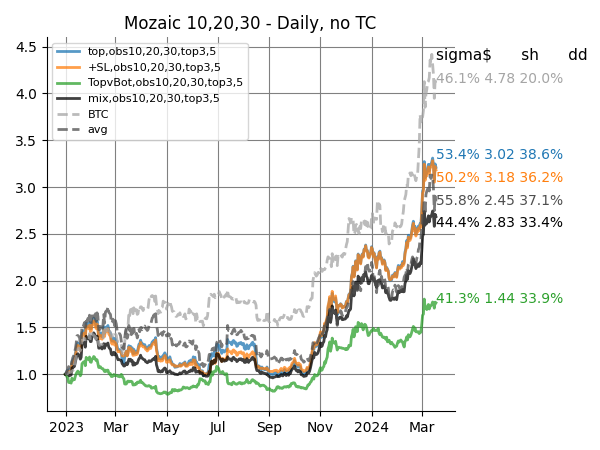 Mozaic 10,20,30 - Daily, no TC
sigma$ sh dd
top,obs10,20,30,top3,5
+SL,obs10,20,30,top3,5
TopvBot,obs10,20,30,top3,5
mix,obs10,20,30,top3,5
BTC
avg
46.1% 4.78 20.0%
53.4% 3.02 38.6%
50.2% 3.18 36.2%
55.8% 2.45 37.1%
44.4% 2.83 33.4%
41.3% 1.44 33.9%
4.5
4.0
3.5
3.0
2.5
2.0
1.5
1.0
2023 Mar May Jul Sep Nov 2024 Mar